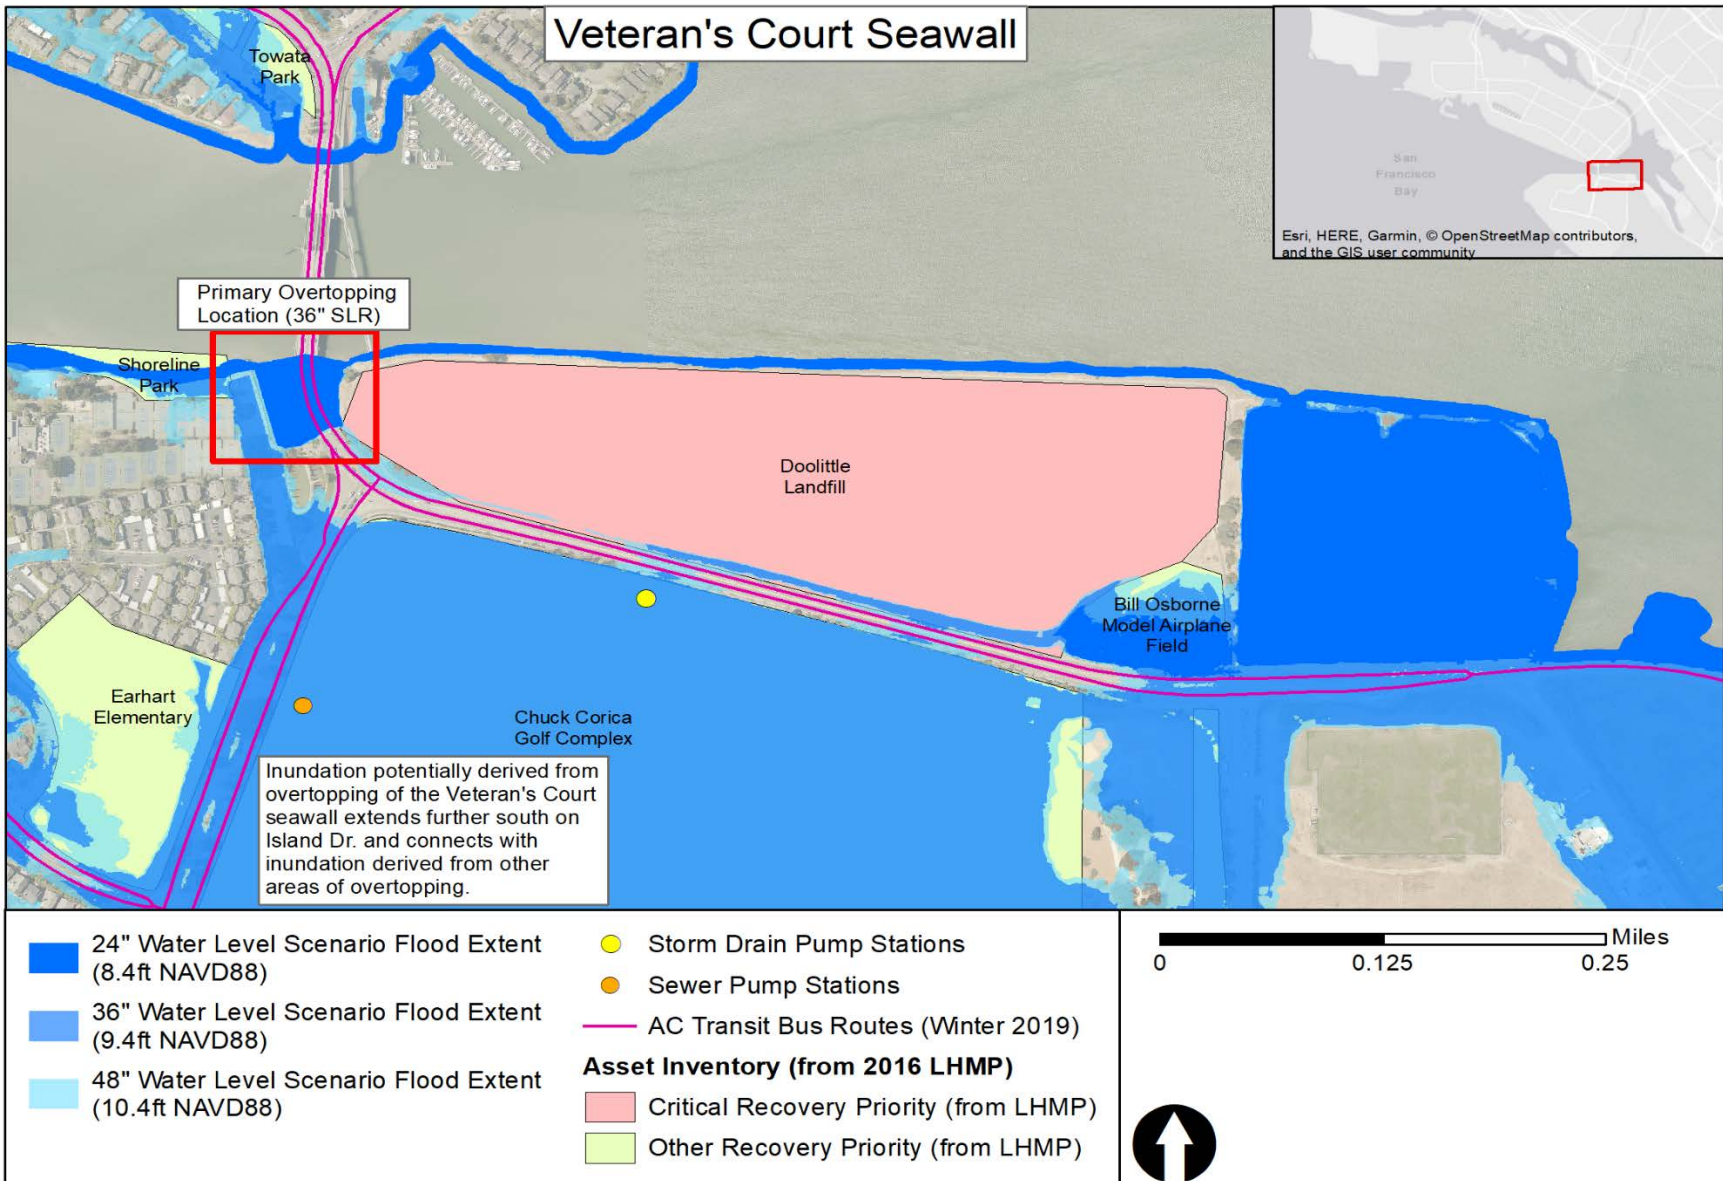 Veteran's Court Seawall
Towata
Park
San
Francisco
Bay
Esri, HERE, Garmin, © OpenStreetMap contributors,
and the GIS user community
Primary Overtopping
Location (36" SLR)
Shoreline
Park
Doolittle
Landfill
Bill Osborne
Model Airplane
Field
Earhart
Elementary
Chuck Corica
Golf Complex
Inundation potentially derived from
overtopping of the Veteran's Court
seawall extends further south on
Island Dr. and connects with
inundation derived from other
areas of overtopping.
24" Water Level Scenario Flood Extent
(8.4ft NAVD88)
36" Water Level Scenario Flood Extent
(9.4ft NAVD88)
48" Water Level Scenario Flood Extent
(10.4ft NAVD88)
Storm Drain Pump Stations
Sewer Pump Stations
AC Transit Bus Routes (Winter 2019)
Asset Inventory (from 2016 LHMP)
Critical Recovery Priority (from LHMP)
Other Recovery Priority (from LHMP)
Miles
0 0.125 0.25